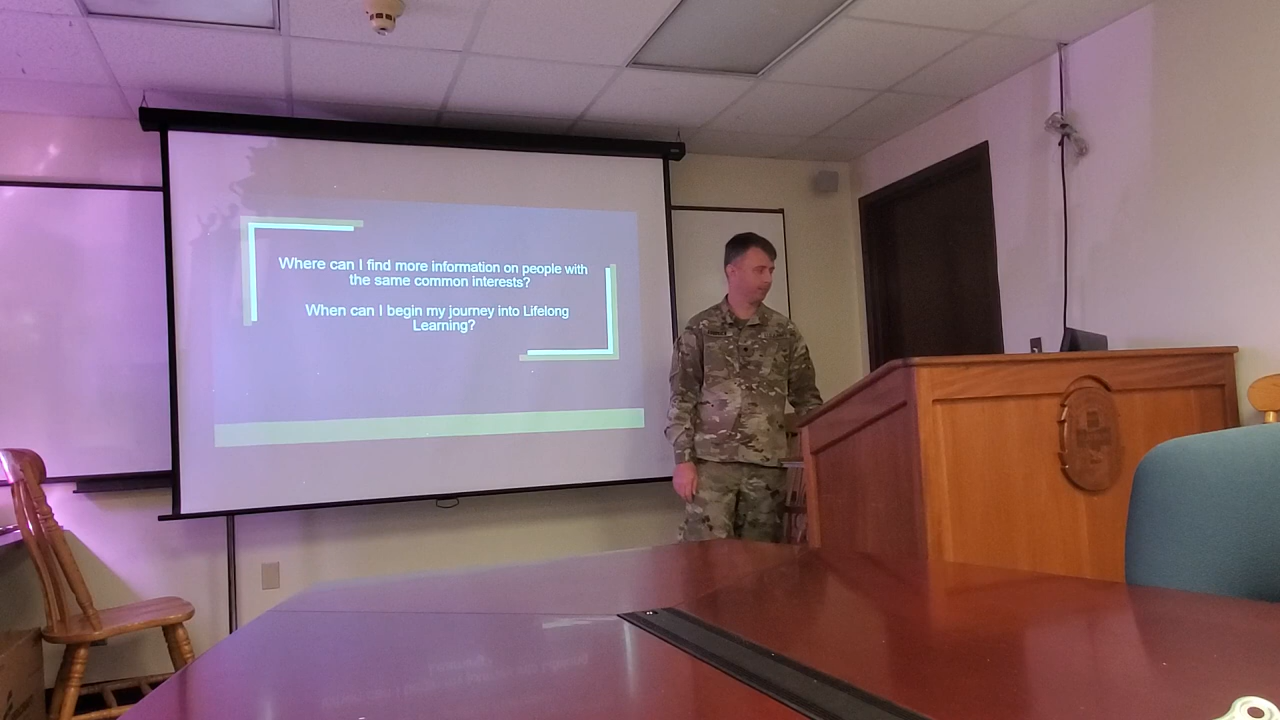 Where can I find more information on people with
the same common interests?
When can I begin my journey into Lifelong
Learning?